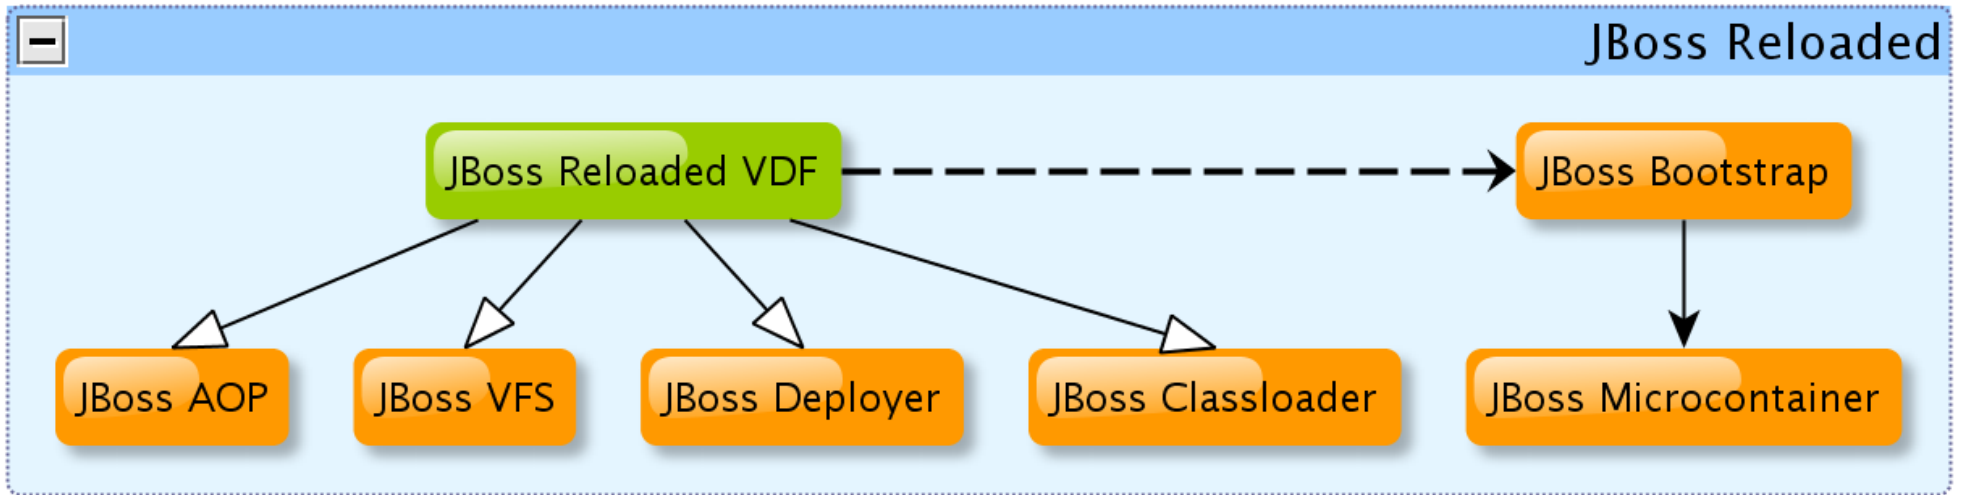 JBoss Reloaded
JBoss Reloaded VDF
JBoss Bootstrap
JBoss AOP
JBoss VFS
JBoss Deployer
JBoss Classloader
JBoss Microcontainer